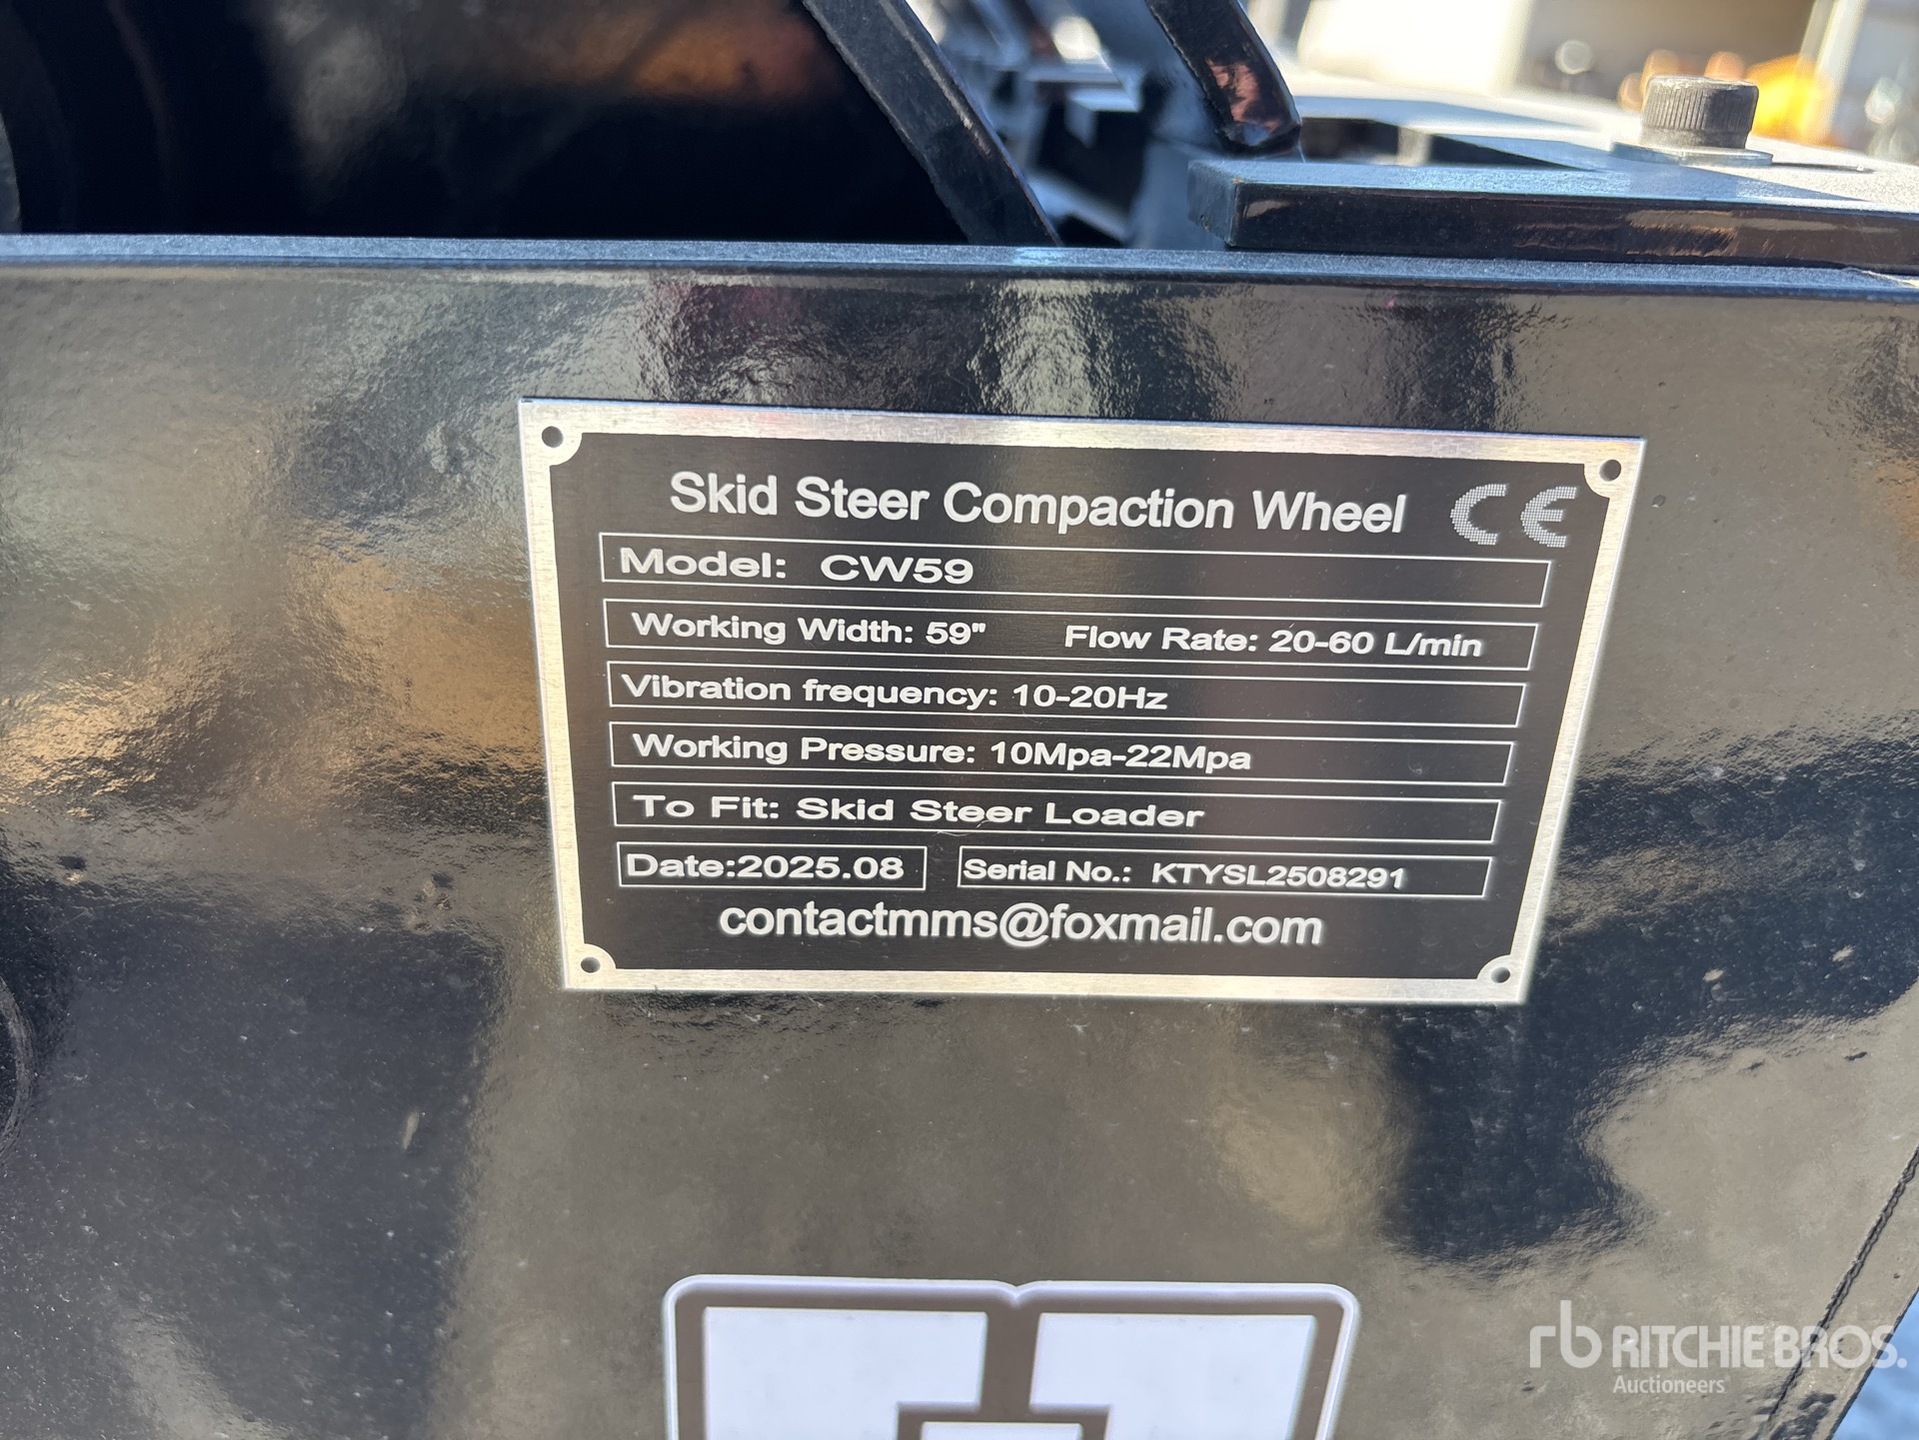 Skid Steer Compaction Wheel CE
Model: CW59
Working Width: 59" Flow Rate: 20-60 L/min
Vibration frequency: 10-20Hz
Working Pressure: 10Mpa-22Mpa
To Fit: Skid Steer Loader
Date:2025.08 Serial No.: KTYSL2508291
contactmms@foxmail.com
rb RITCHIE BROS.
Auctioneers